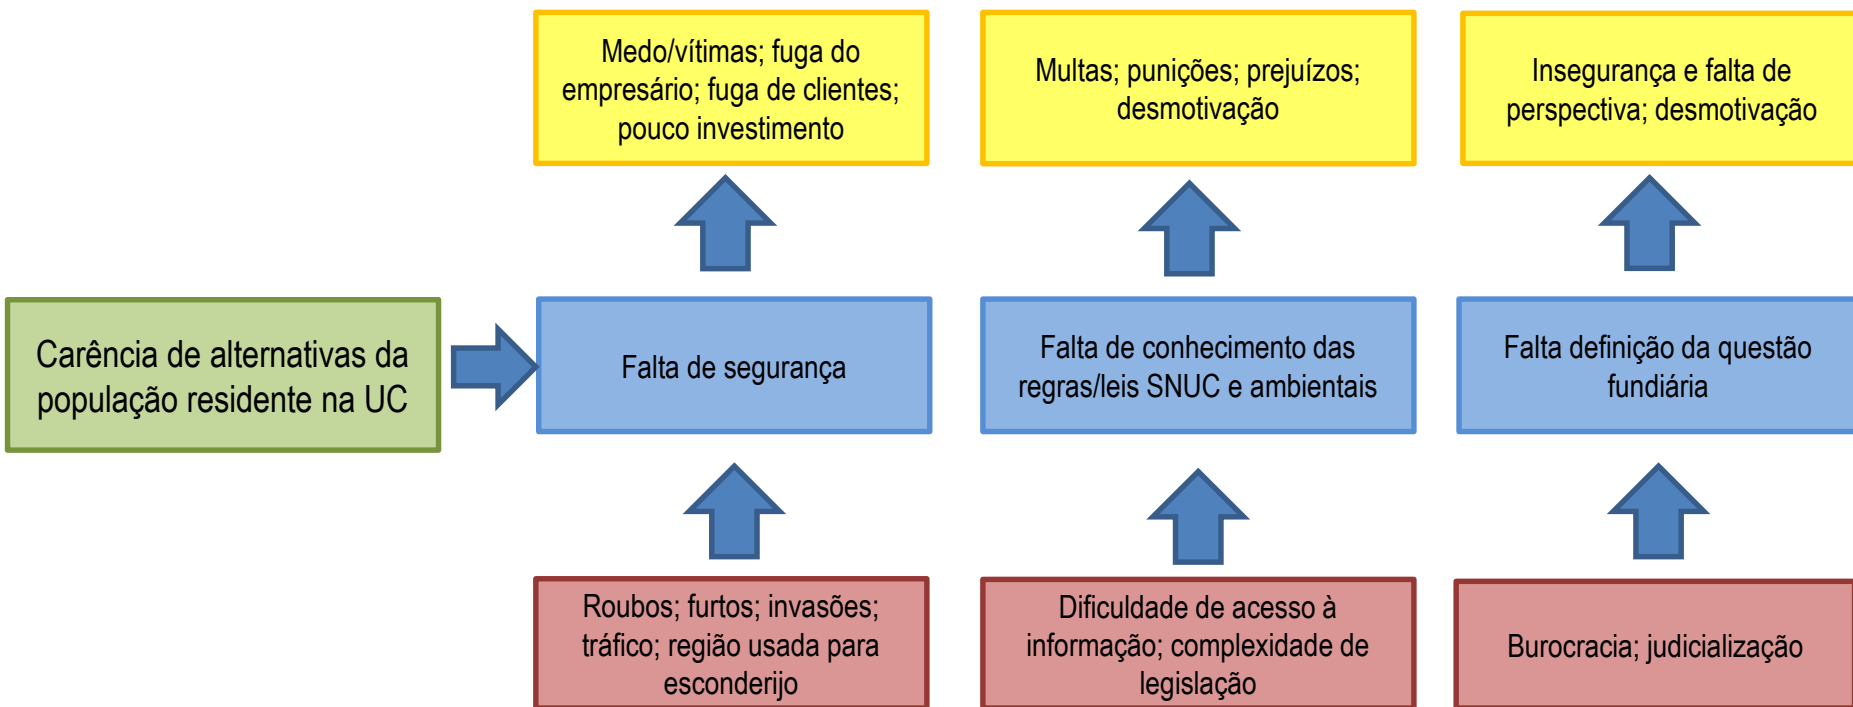 Medo/vítimas; fuga do
empresário; fuga de clientes;
pouco investimento
Multas; punições; prejuízos;
desmotivação
Insegurança e falta de
perspectiva; desmotivação
Carência de alternativas da
população residente na UC
Falta de segurança
Falta de conhecimento das
regras/leis SNUC e ambientais
Falta definição da questão
fundiária
Roubos; furtos; invasões;
tráfico; região usada para
esconderijo
Dificuldade de acesso à
informação; complexidade de
legislação
Burocracia; judicialização